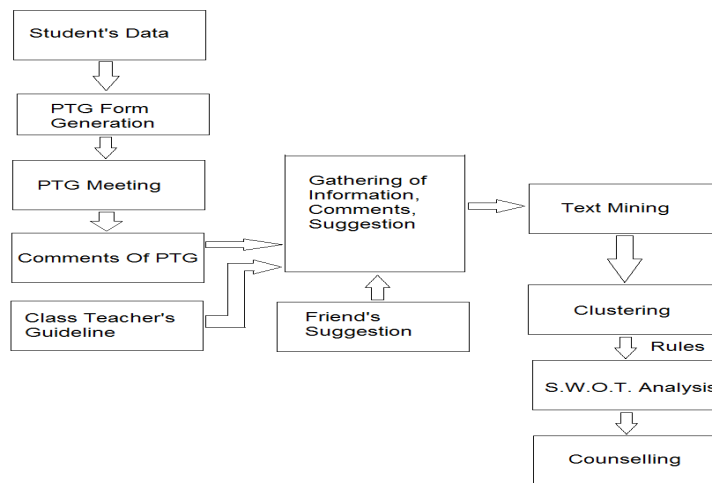 Student's Data
PTG Form
Generation
PTG Meeting
Comments Of PTG
Class Teacher's
Guideline
Gathering of
Information,
Comments,
Suggestion
Friend's
Suggestion
Text Mining
Clustering
Rules
S.W.O.T. Analysis
Counselling